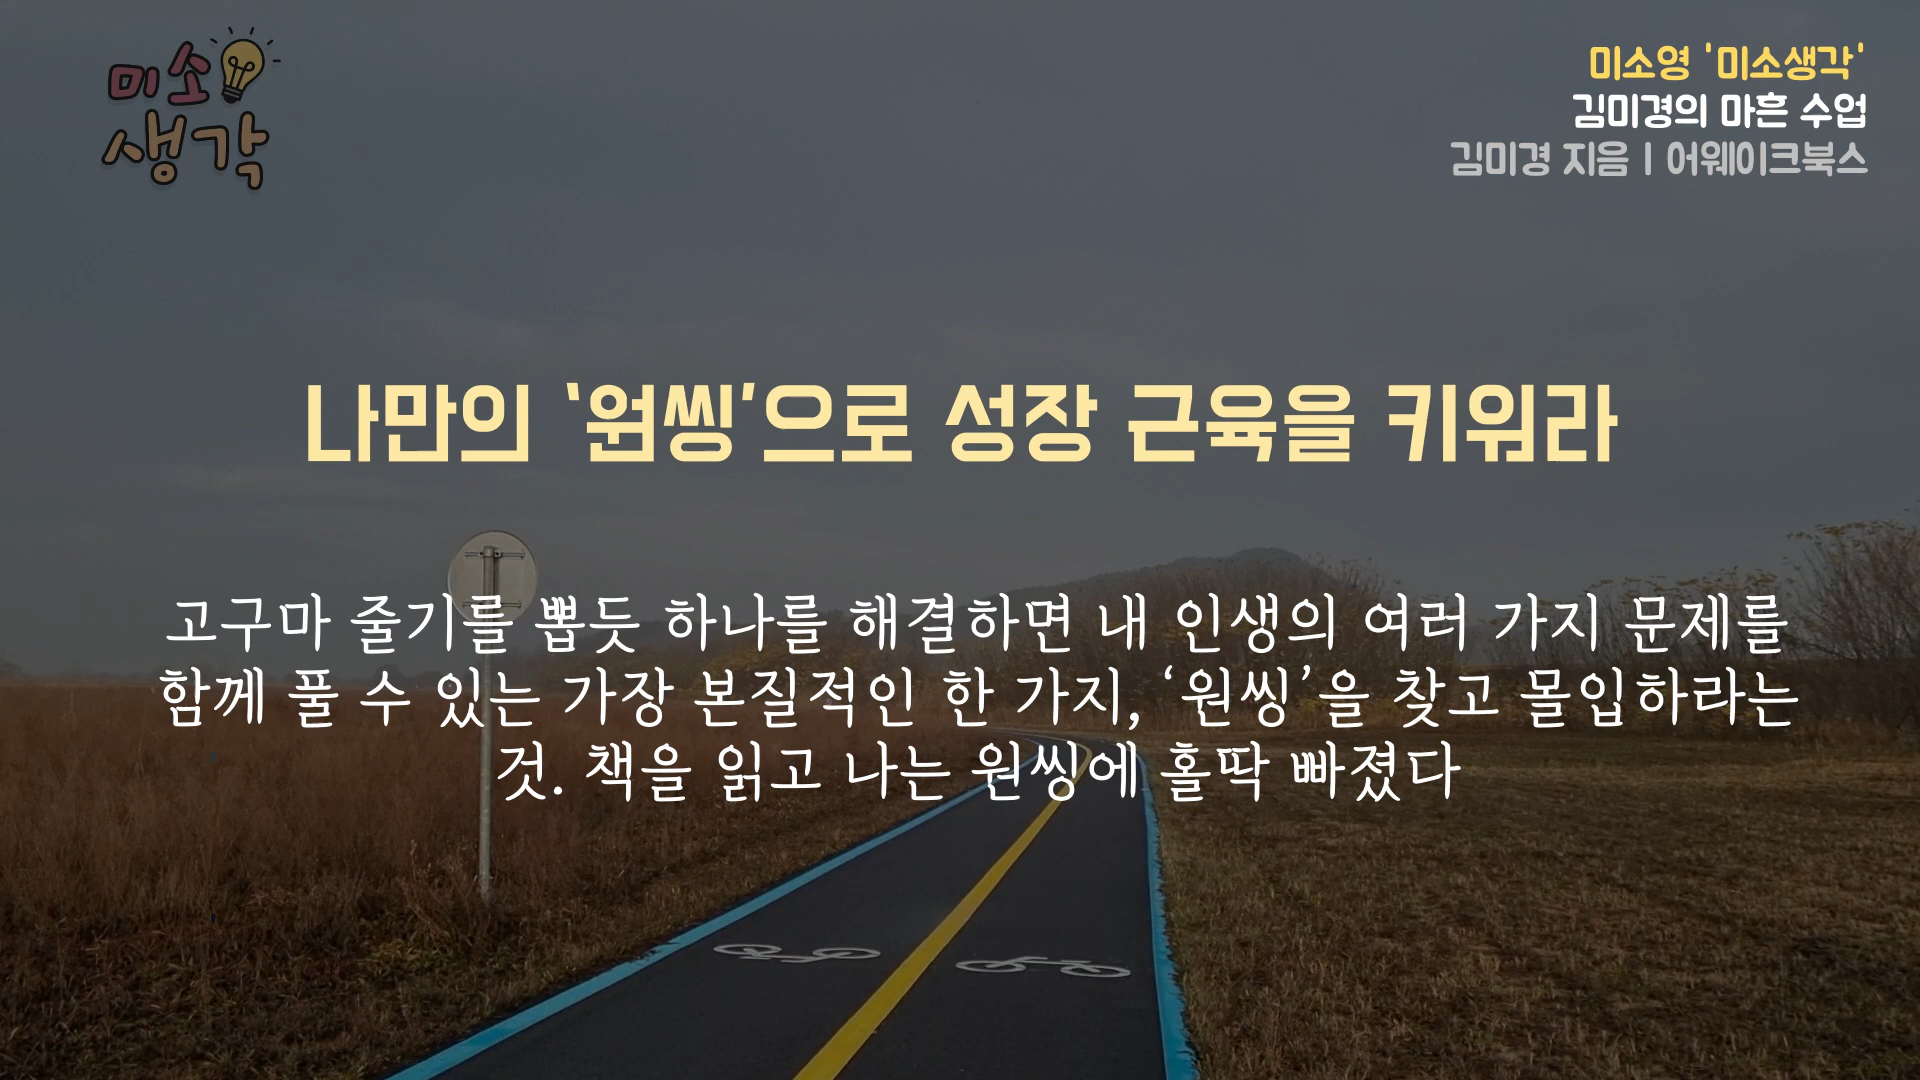 미소
생각
미소영 '미소생각'
김미경의 마흔 수업
김미경 지음 | 어웨이크북스
나만의 ‘원씽’으로 성장 근육을 키워라
고구마 줄기를 뽑듯 하나를 해결하면 내 인생의 여러 가지 문제를
함께 풀 수 있는 가장 본질적인 한 가지, ‘원씽’을 찾고 몰입하라는
것. 책을 읽고 나는 원씽에 홀딱 빠졌다